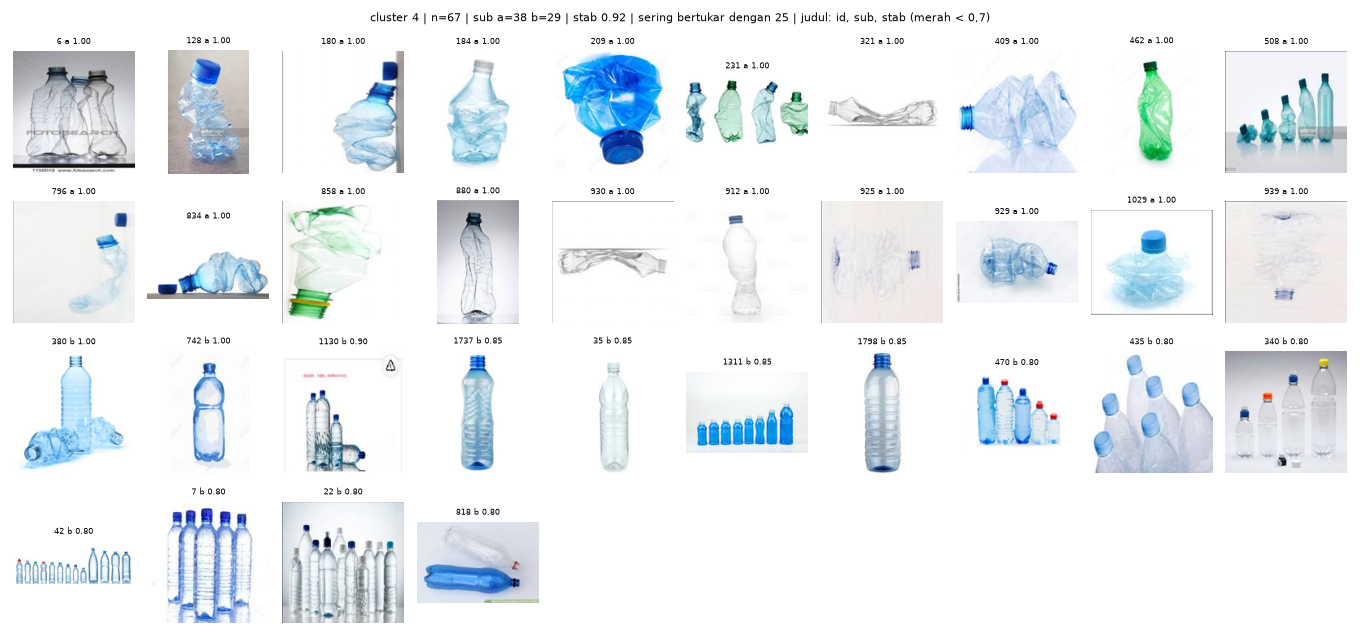 cluster 4 | n=67 | sub a=38 b=29 | stab 0.92 | sering bertukar dengan 25 | judul: id, sub, stab (merah < 0,7)
6 a 1.00
128 a 1.00
180 a 1.00
184 a 1.00
209 a 1.00
231 a 1.00
321 a 1.00
409 a 1.00
462 a 1.00
508 a 1.00
FOTOSEARCH
1160018 www.fotosearch.com
796 a 1.00
834 a 1.00
858 a 1.00
880 a 1.00
930 a 1.00
912 a 1.00
925 a 1.00
929 a 1.00
1029 a 1.00
939 a 1.00
380 b 1.00
742 b 1.00
1130 b 0.90
1737 b 0.85
35 b 0.85
1311 b 0.85
1798 b 0.85
470 b 0.80
435 b 0.80
340 b 0.80
42 b 0.80
7 b 0.80
22 b 0.80
818 b 0.80